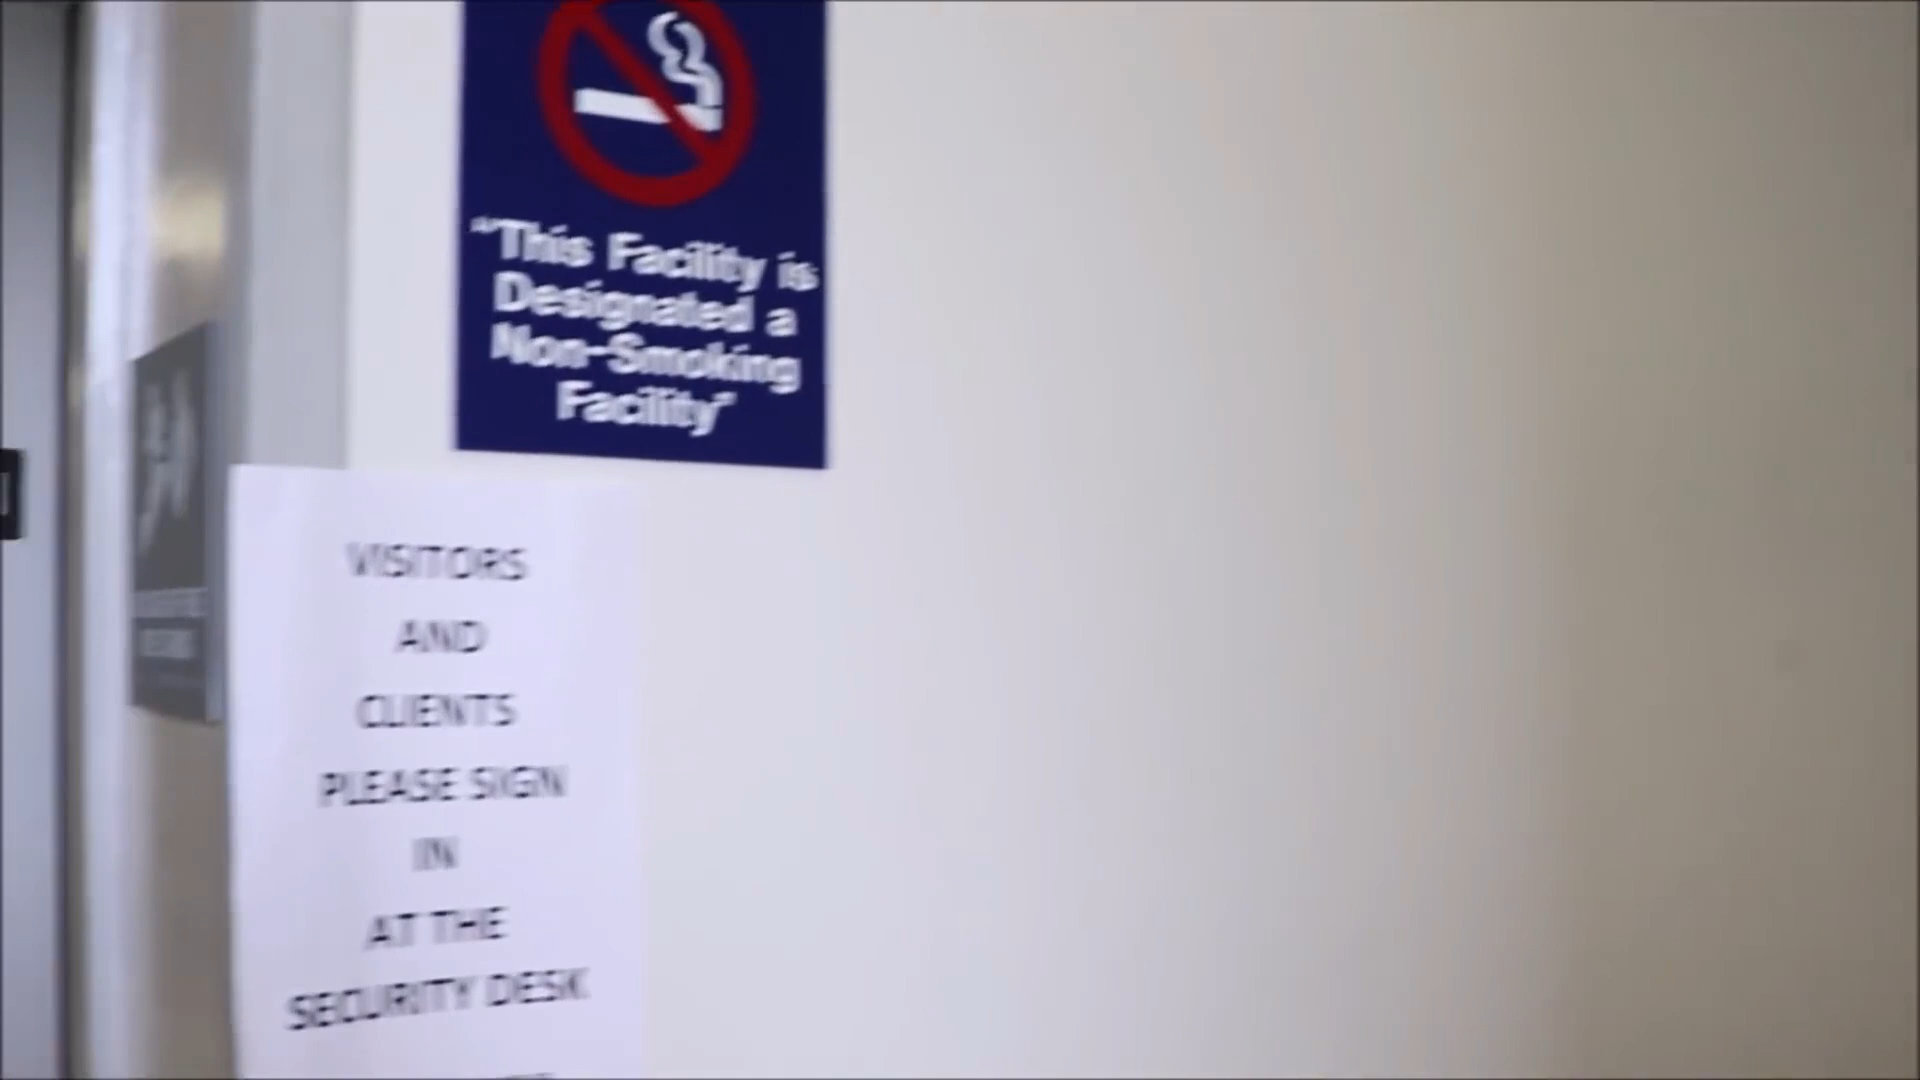 "This Facility is
Designated a
Non-Smoking
Facility"
VISITORS
AND
CLIENTS
PLEASE SIGN
IN
AT THE
SECURITY DESK